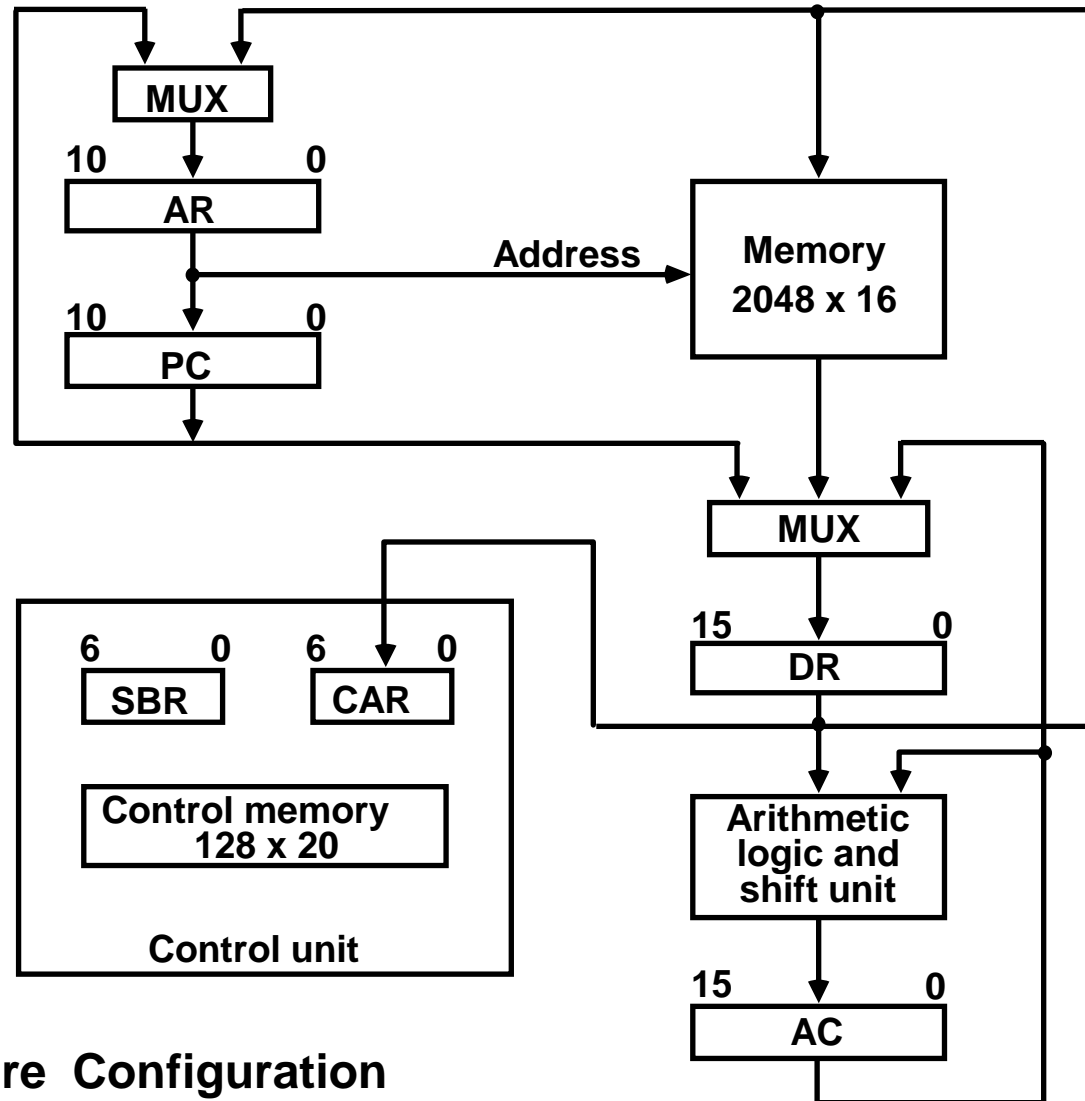 MUX
10 0
AR
Address
Memory
2048 x 16
10 0
PC
MUX
15 0
DR
6 0 6 0
SBR CAR
Control memory
128 x 20
Arithmetic
logic and
shift unit
Control unit
15 0
AC
re Configuration